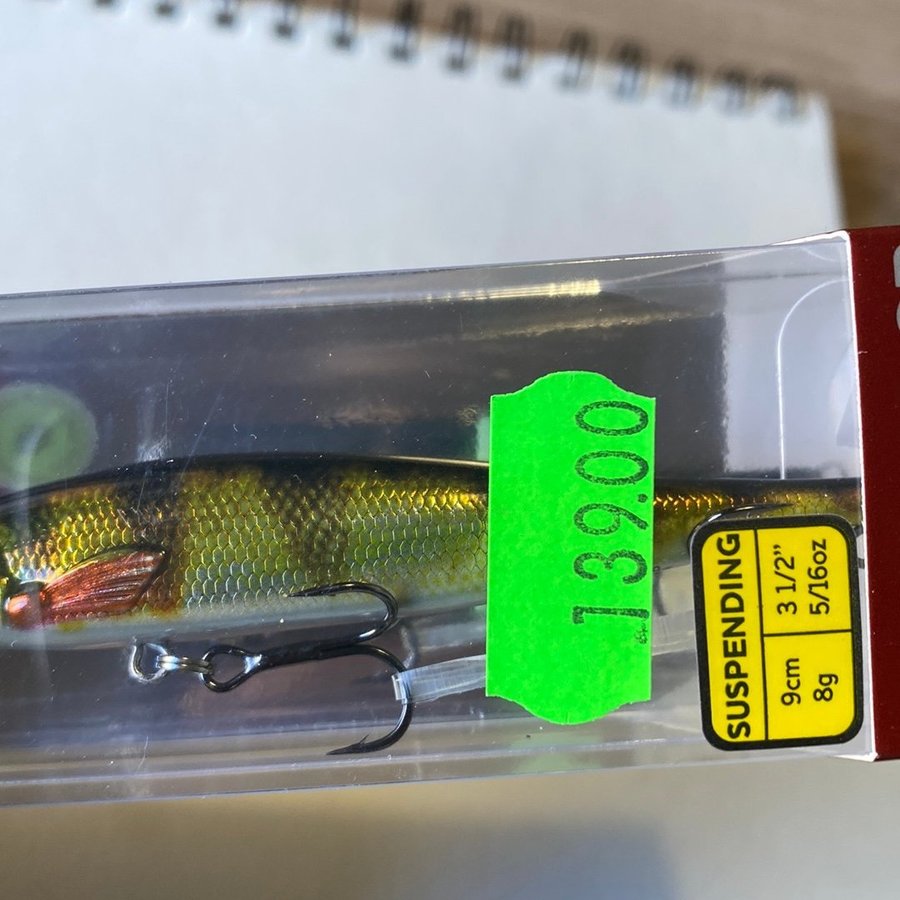 139.00
SUSPENDING
3 1/2"
5/16oz
9cm
8g